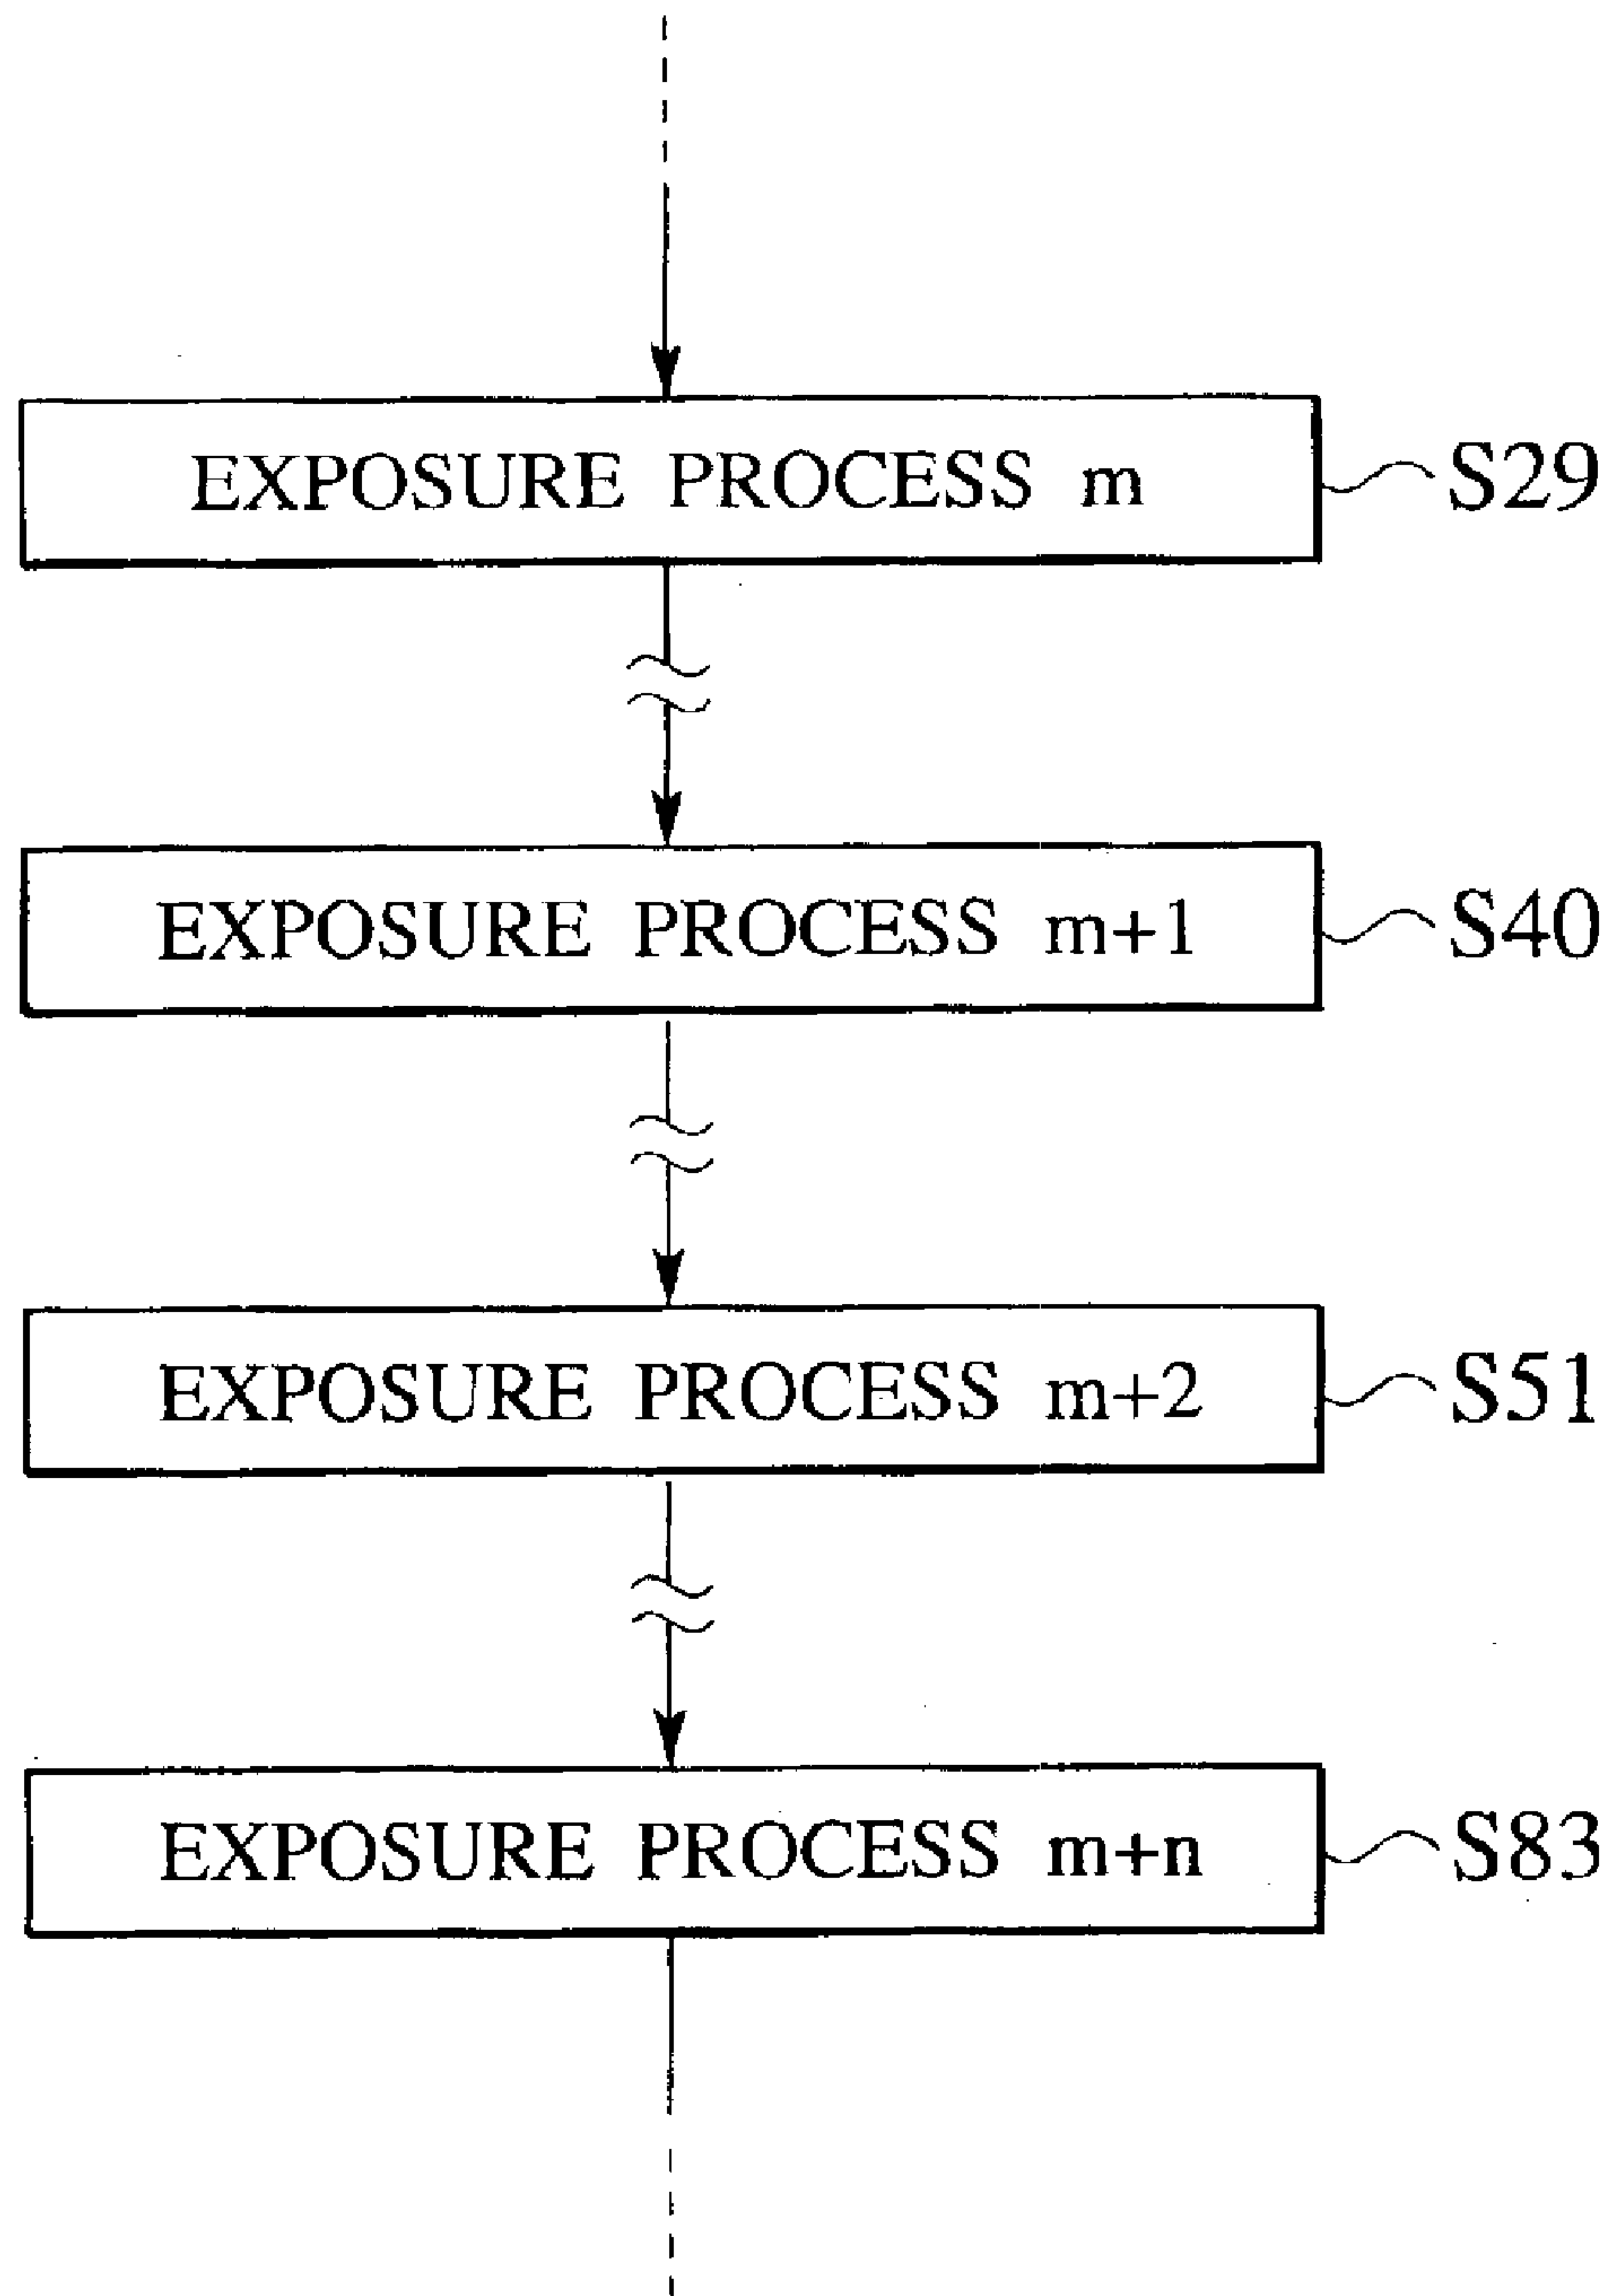 EXPOSURE PROCESS m S29
EXPOSURE PROCESS m+1 S40
EXPOSURE PROCESS m+2 S51
EXPOSURE PROCESS m+n S83